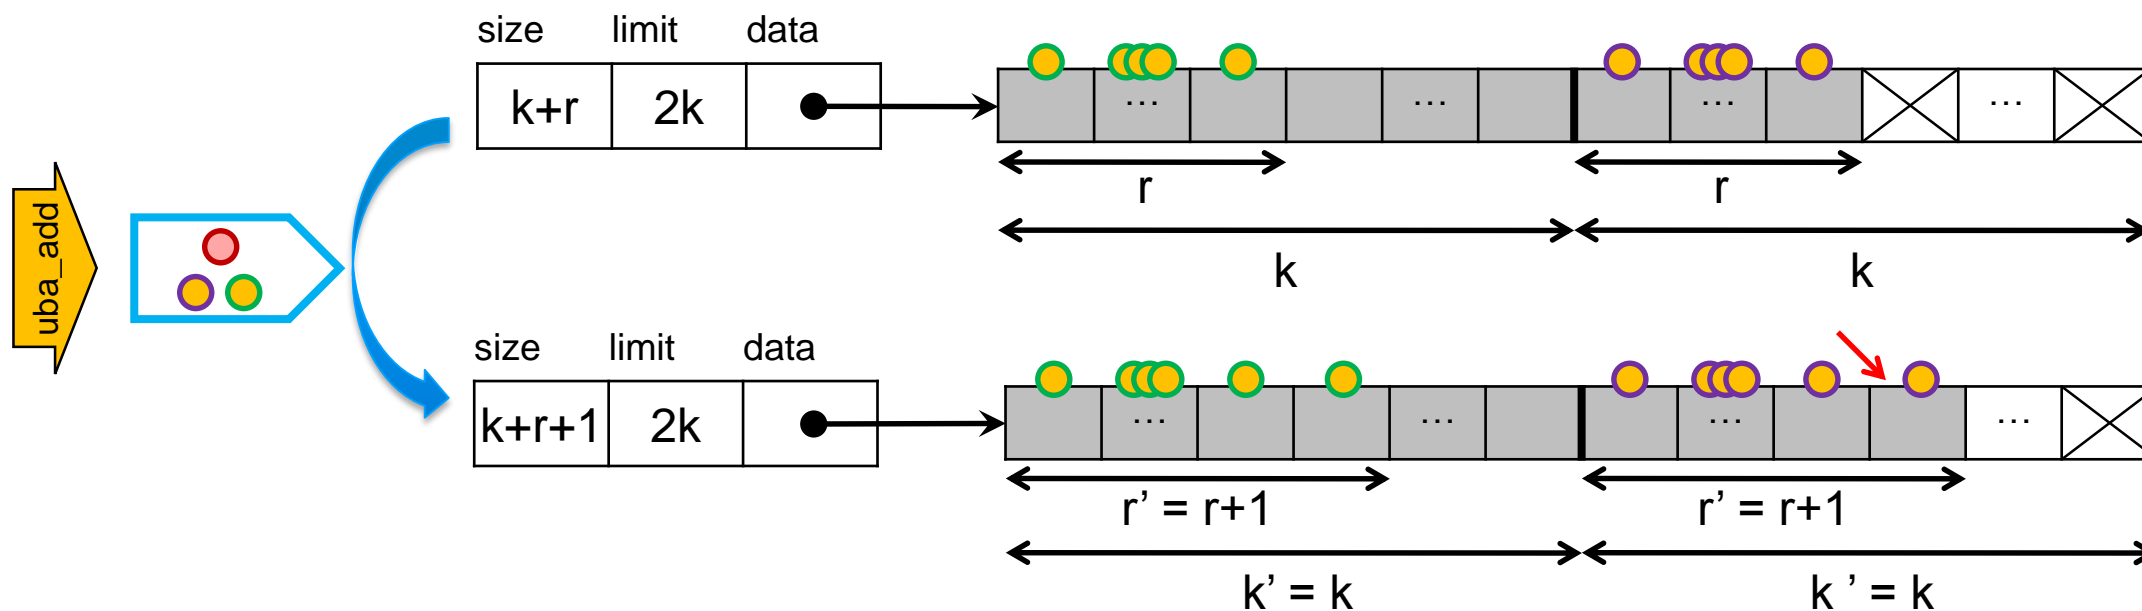 size limit data
k+r 2k
... ... ... ...
r r
k k
uba_add
size limit data
k+r+1 2k
... ... ... ...
r’ = r+1 r’ = r+1
k’ = k k ’ = k